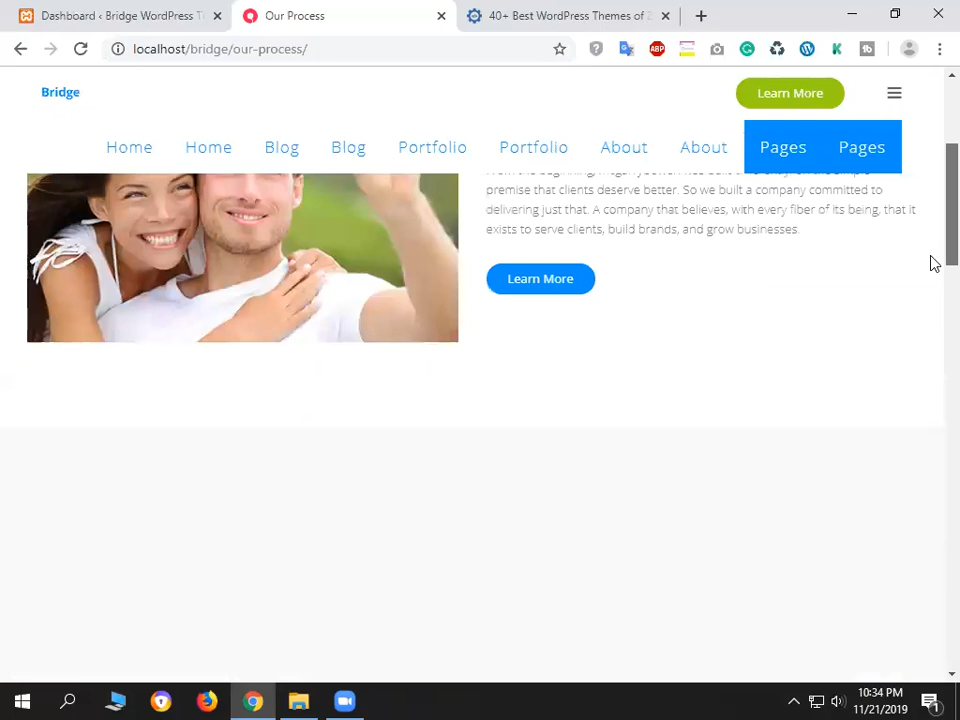 Dashboard ‹ Bridge WordPress T
Our Process
40+ Best WordPress Themes of 2
localhost/bridge/our-process/
Bridge
Learn More
Home Home Blog Blog Portfolio Portfolio About About Pages Pages
premise that clients deserve better. So we built a company committed to
delivering just that. A company that believes, with every fiber of its being, that it
exists to serve clients, build brands, and grow businesses.
Learn More
10:34 PM
11/21/2019